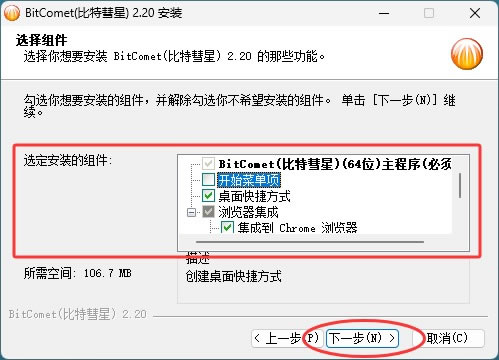 BitComet(比特彗星) 2.20 安装
选择组件
选择你想要安装 BitComet(比特彗星) 2.20 的那些功能。
勾选你想要安装的组件，并解除勾选你不希望安装的组件。 单击 [下一步(N)] 继
续。
选定安装的组件:
BitComet(比特彗星)(64位)主程序(必须
开始菜单项
桌面快捷方式
浏览器集成
集成到 Chrome 浏览器
描述
所需空间: 106.7 MB
创建桌面快捷方式
BitComet(比特彗星) 2.20
< 上一步(P) 下一步(N) > 取消(C)